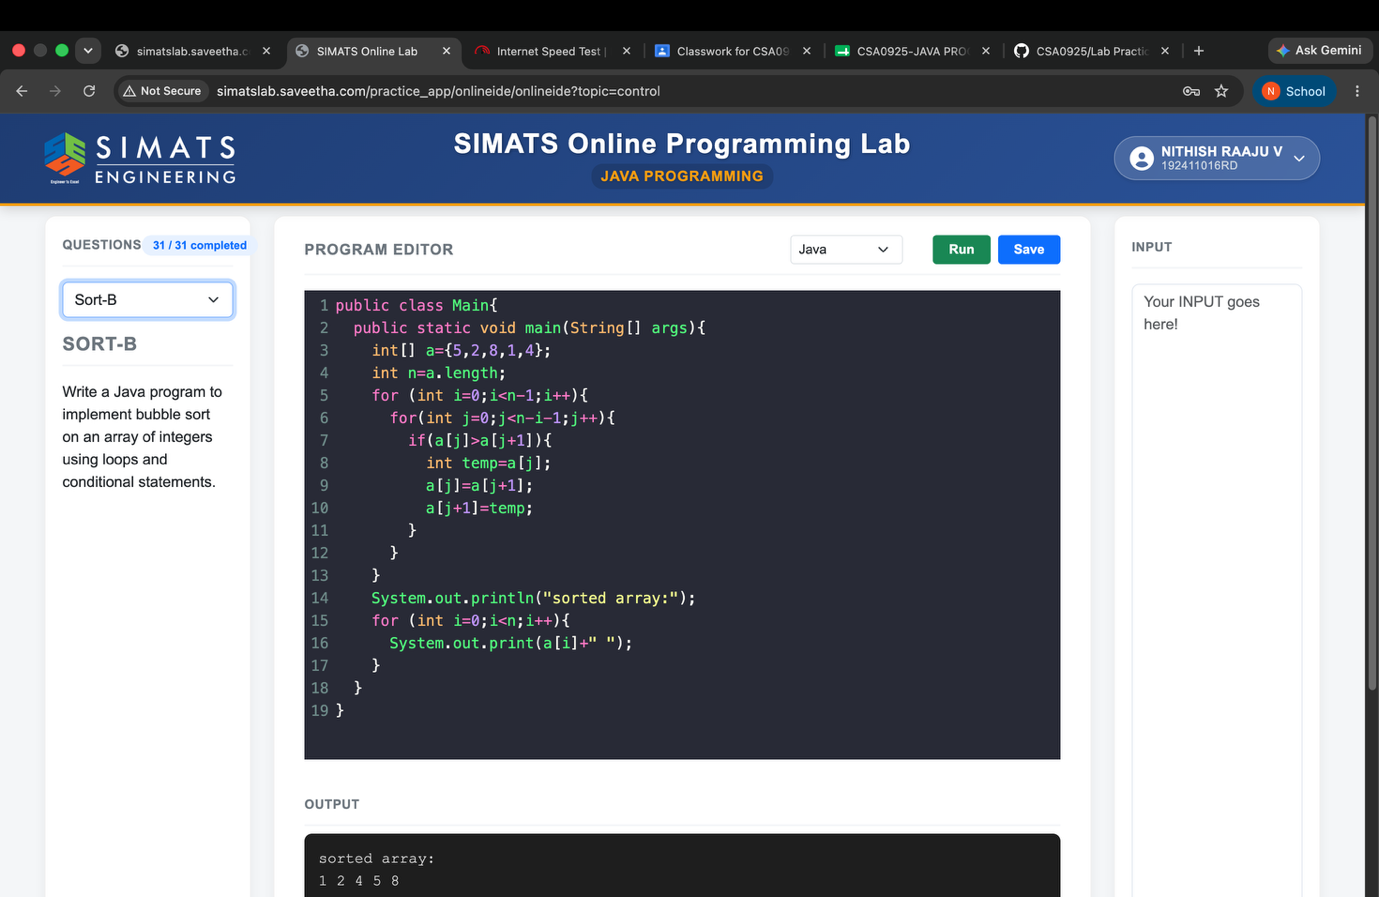 simatslab.saveetha.c
SIMATS Online Lab
Internet Speed Test |
Classwork for CSA09
CSA0925-JAVA PRO
CSA0925/Lab Practic
Ask Gemini
Not Secure
simatslab.saveetha.com/practice_app/onlineide/onlineide?topic=control
N School
SIMATS
ENGINEERING
SIMATS Online Programming Lab
JAVA PROGRAMMING
NITHISH RAAJU V
192411016RD
QUESTIONS
31 / 31 completed
Sort-B
SORT-B
Write a Java program to
implement bubble sort
on an array of integers
using loops and
conditional statements.
PROGRAM EDITOR
Java
Run
Save
1 public class Main{
2   public static void main(String[] args){
3     int[] a={5,2,8,1,4};
4     int n=a.length;
5     for (int i=0;i<n-1;i++){
6       for(int j=0;j<n-i-1;j++){
7         if(a[j]>a[j+1]){
8           int temp=a[j];
9           a[j]=a[j+1];
10           a[j+1]=temp;
11         }
12       }
13     }
14     System.out.println("sorted array:");
15     for (int i=0;i<n;i++){
16       System.out.print(a[i]+" ");
17     }
18   }
19 }
OUTPUT
sorted array:
1 2 4 5 8
INPUT
Your INPUT goes
here!